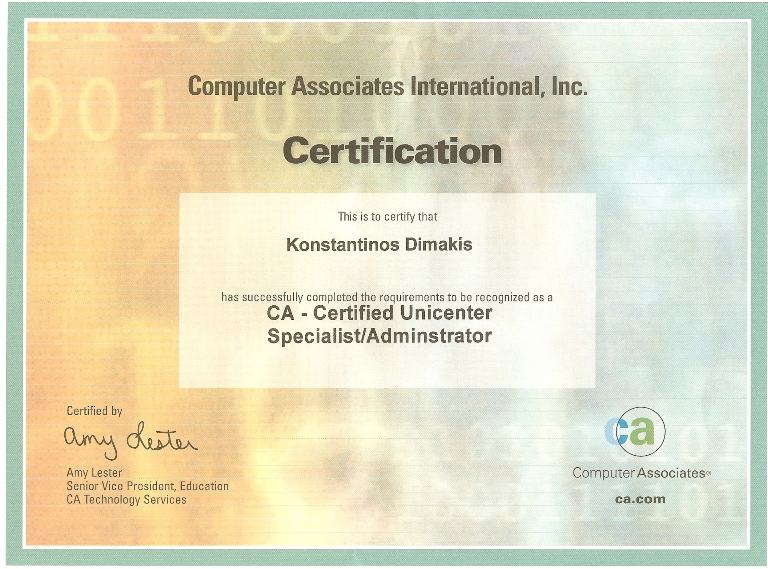 Computer Associates International, Inc.
Certification
This is to certify that
Konstantinos Dimakis
has successfully completed the requirements to be recognized as a
CA - Certified Unicenter
Specialist/Adminstrator
Certified by
Amy Lester
Amy Lester
Senior Vice President, Education
CA Technology Services
ca
Computer Associates®
ca.com